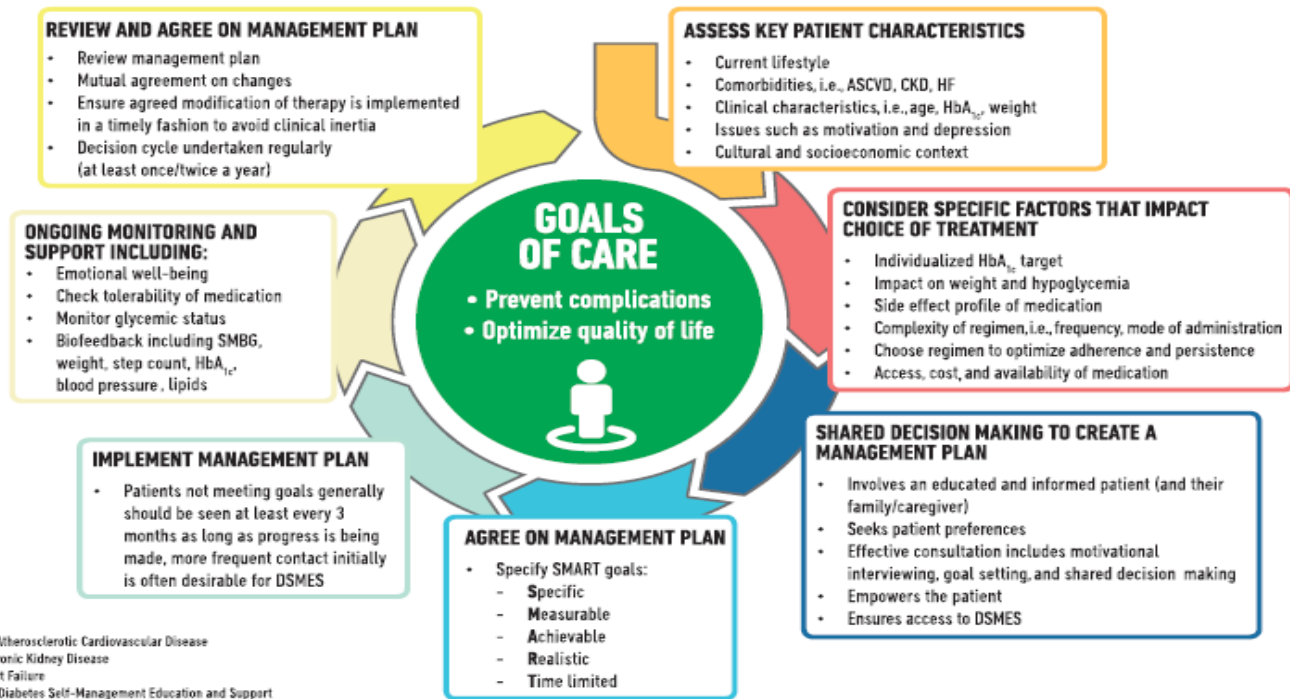 REVIEW AND AGREE ON MANAGEMENT PLAN
• Review management plan
• Mutual agreement on changes
• Ensure agreed modification of therapy is implemented
in a timely fashion to avoid clinical inertia
• Decision cycle undertaken regularly
(at least once/twice a year)
ASSESS KEY PATIENT CHARACTERISTICS
• Current lifestyle
• Comorbidities, i.e., ASCVD, CKD, HF
• Clinical characteristics, i.e., age, HbA1c, weight
• Issues such as motivation and depression
• Cultural and socioeconomic context
GOALS
OF CARE
• Prevent complications
• Optimize quality of life
CONSIDER SPECIFIC FACTORS THAT IMPACT
CHOICE OF TREATMENT
• Individualized HbA1c target
• Impact on weight and hypoglycemia
• Side effect profile of medication
• Complexity of regimen, i.e., frequency, mode of administration
• Choose regimen to optimize adherence and persistence
• Access, cost, and availability of medication
SHARED DECISION MAKING TO CREATE A
MANAGEMENT PLAN
• Involves an educated and informed patient (and their
family/caregiver)
• Seeks patient preferences
• Effective consultation includes motivational
interviewing, goal setting, and shared decision making
• Empowers the patient
• Ensures access to DSMES
AGREE ON MANAGEMENT PLAN
• Specify SMART goals:
- Specific
- Measurable
- Achievable
- Realistic
- Time limited
IMPLEMENT MANAGEMENT PLAN
• Patients not meeting goals generally
should be seen at least every 3
months as long as progress is being
made, more frequent contact initially
is often desirable for DSMES
ONGOING MONITORING AND
SUPPORT INCLUDING:
• Emotional well-being
• Check tolerability of medication
• Monitor glycemic status
• Biofeedback including SMBG,
weight, step count, HbA1c,
blood pressure, lipids
Atherosclerotic Cardiovascular Disease
onic Kidney Disease
t Failure
Diabetes Self-Management Education and Support